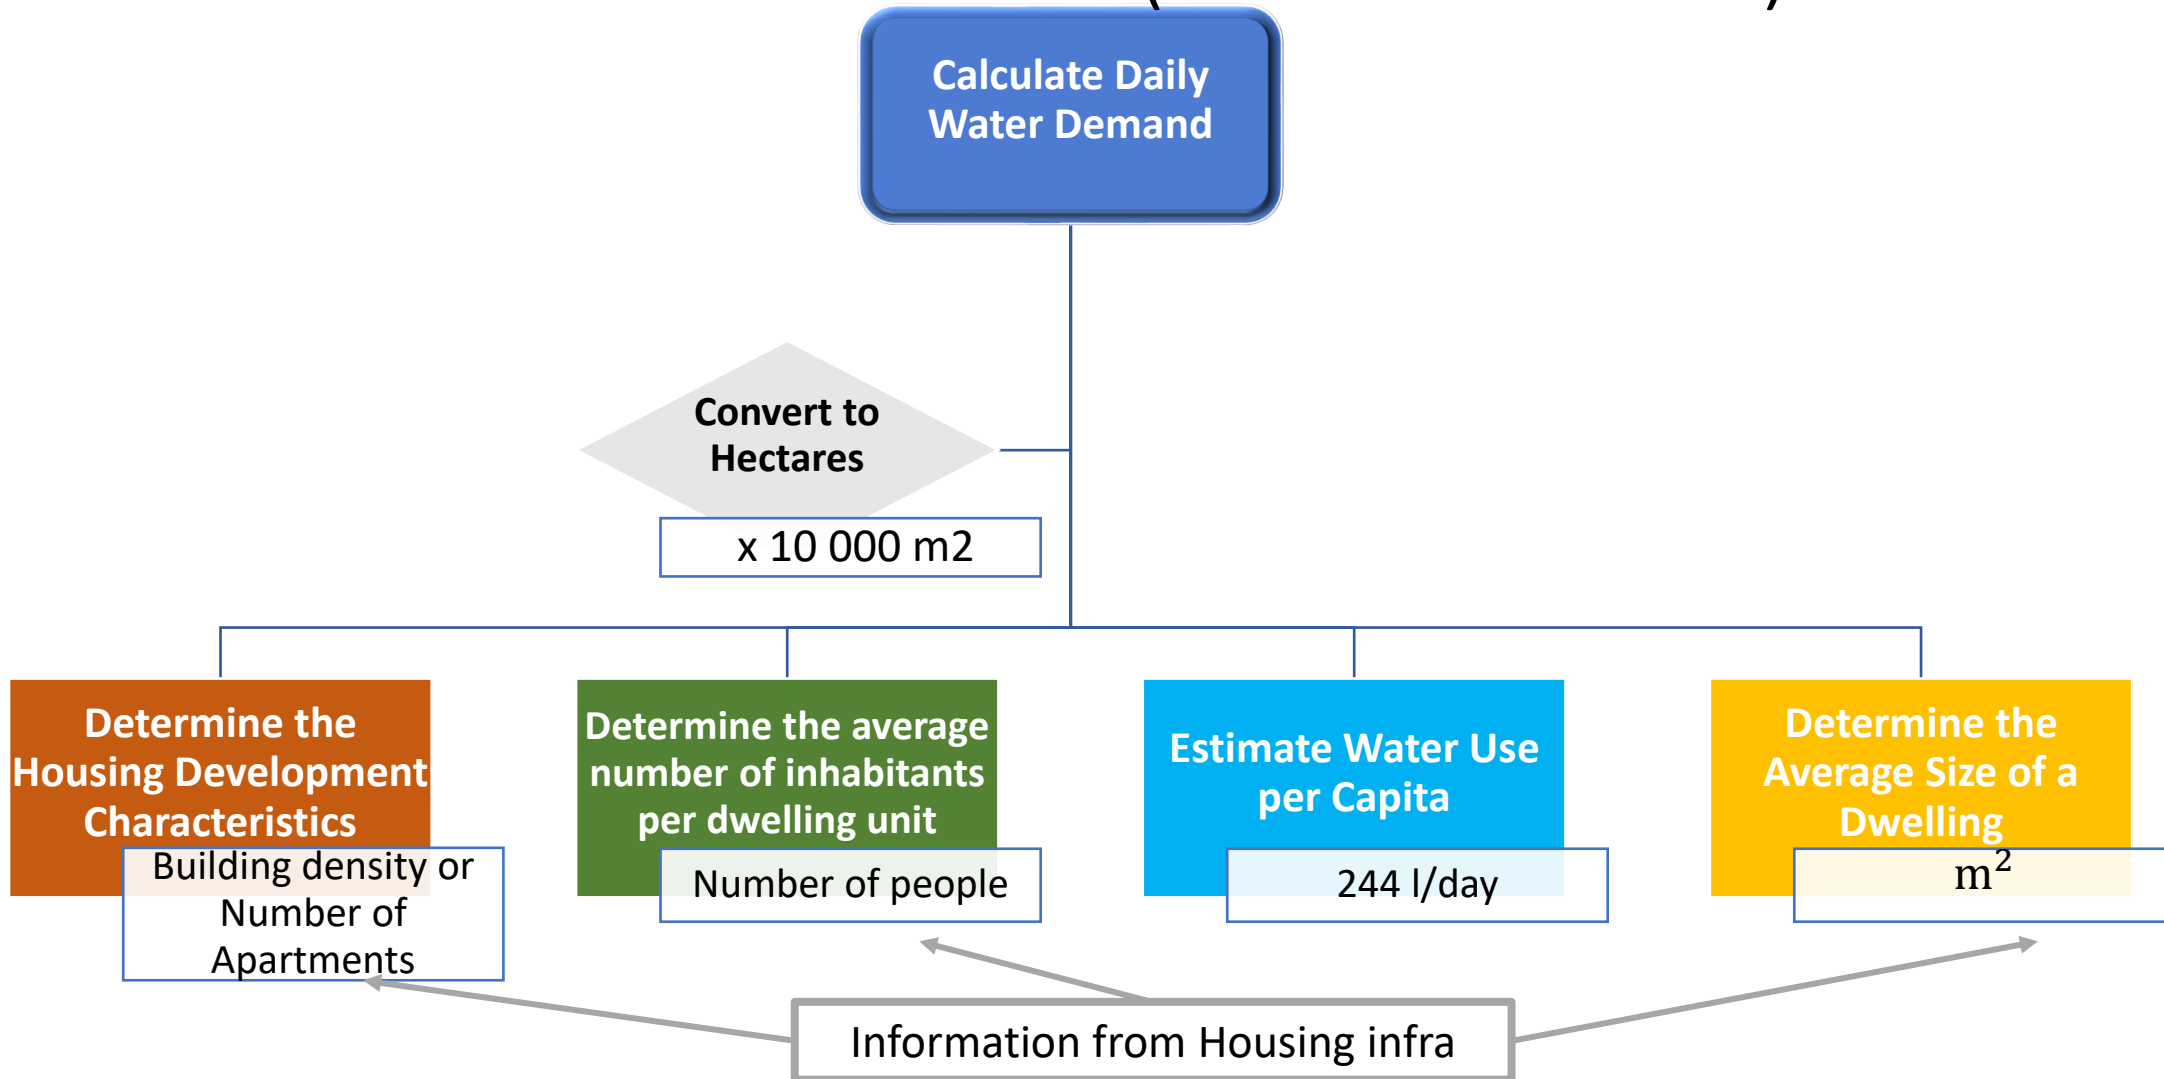 Calculate Daily
Water Demand
Convert to
Hectares
x 10 000 m2
Determine the
Housing Development
Characteristics
Building density or
Number of
Apartments
Determine the average
number of inhabitants
per dwelling unit
Number of people
Estimate Water Use
per Capita
244 l/day
Determine the
Average Size of a
Dwelling
m²
Information from Housing infra